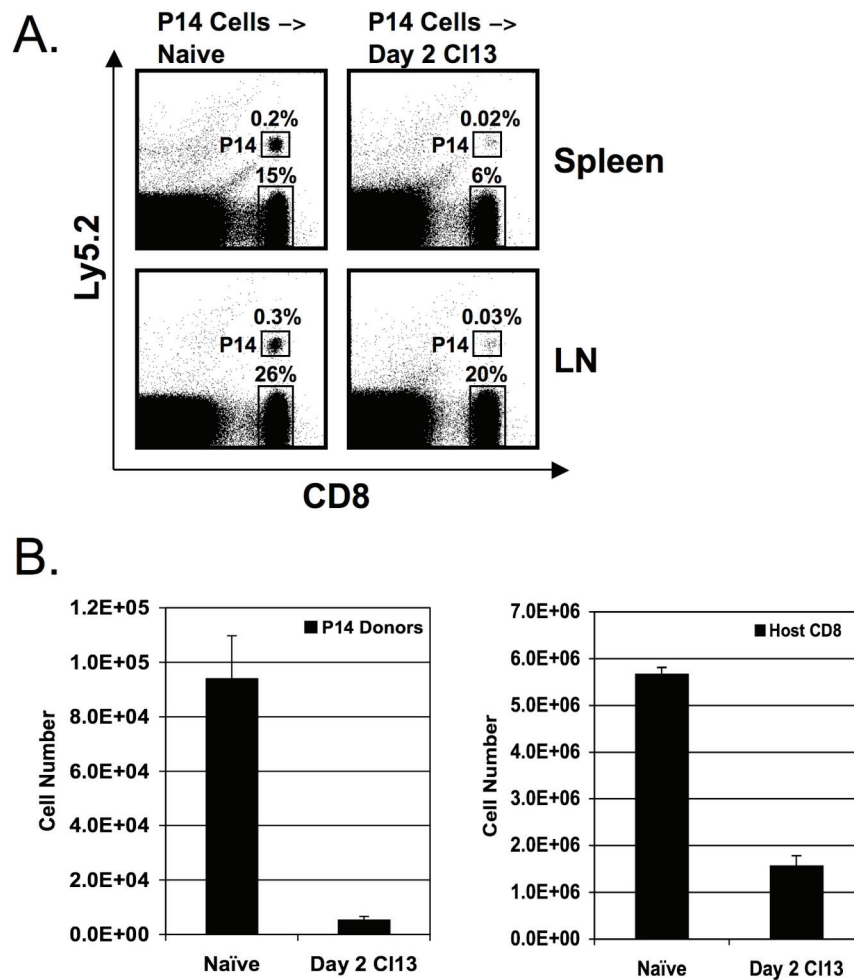 A.
P14 Cells –>
Naive
P14 Cells –>
Day 2 Cl13
0.2%
P14
15%
0.02%
P14
6%
Spleen
0.3%
P14
26%
0.03%
P14
20%
LN
Ly5.2
CD8
B.
1.2E+05
1.0E+05
8.0E+04
6.0E+04
4.0E+04
2.0E+04
0.0E+00
Cell Number
P14 Donors
Naïve
Day 2 Cl13
7.0E+06
6.0E+06
5.0E+06
4.0E+06
3.0E+06
2.0E+06
1.0E+06
0.0E+00
Cell Number
Host CD8
Naïve
Day 2 Cl13